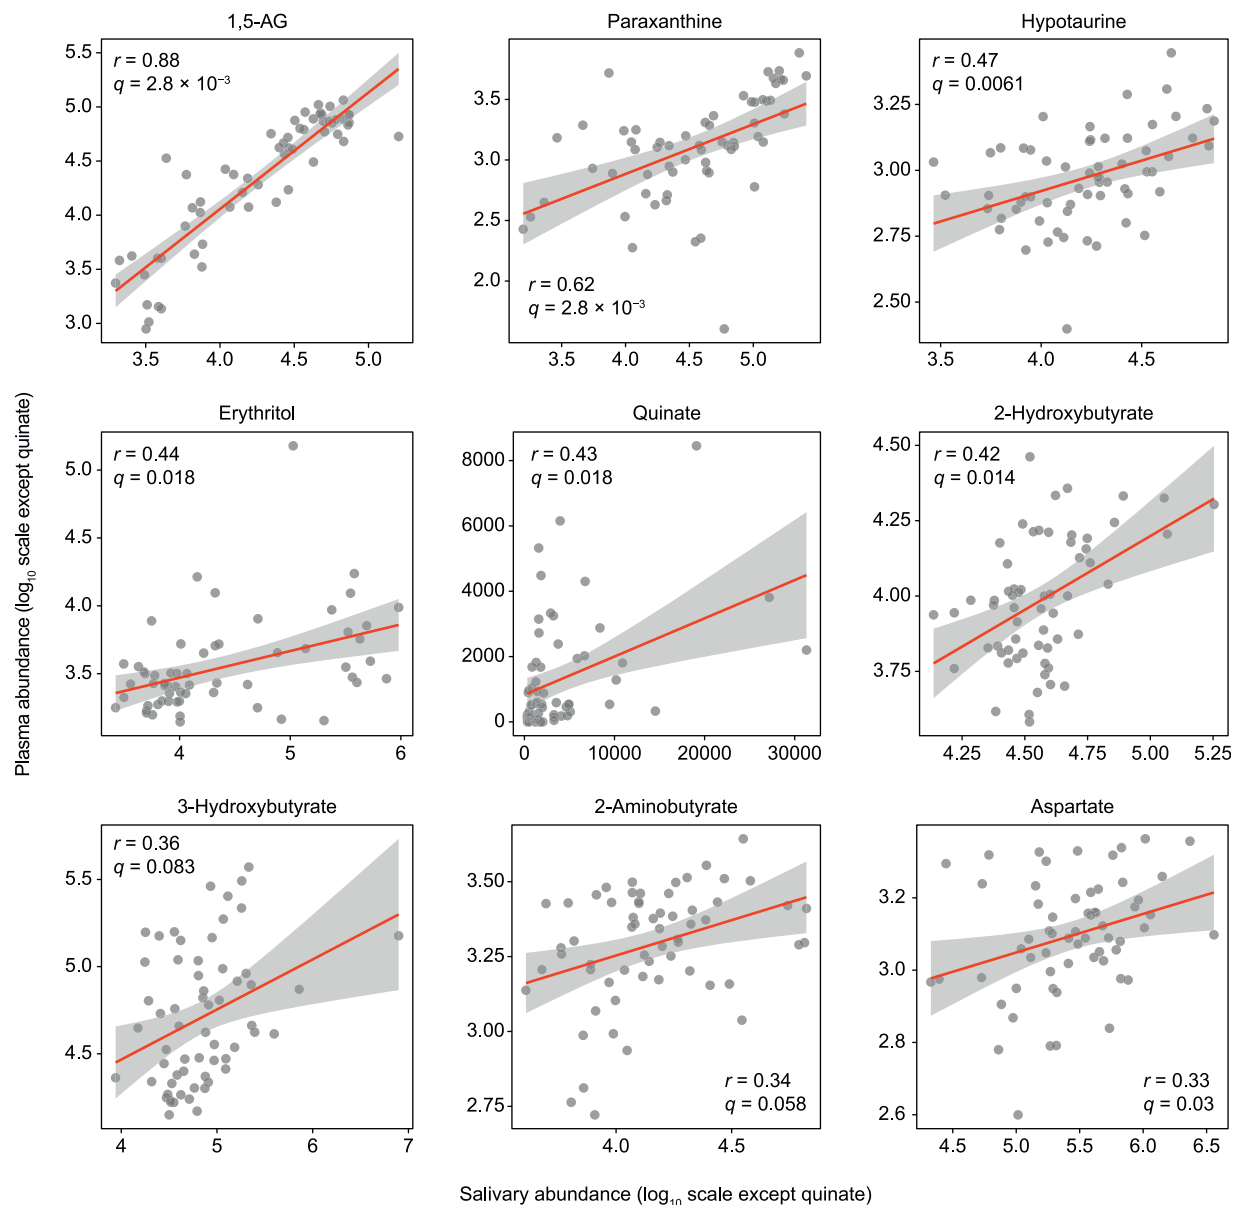 1,5-AG
r = 0.88
q = 2.8 × 10⁻³
5.5
5.0
4.5
4.0
3.5
3.0
3.5
4.0
4.5
5.0
Paraxanthine
3.5
3.0
2.5
2.0
r = 0.62
q = 2.8 × 10⁻³
3.5
4.0
4.5
5.0
Hypotaurine
r = 0.47
q = 0.0061
3.25
3.00
2.75
2.50
3.5
4.0
4.5
Erythritol
r = 0.44
q = 0.018
5.0
4.5
4.0
3.5
4
5
6
Quinate
r = 0.43
q = 0.018
8000
6000
4000
2000
0
0
10000
20000
30000
2-Hydroxybutyrate
r = 0.42
q = 0.014
4.50
4.25
4.00
3.75
4.25
4.50
4.75
5.00
5.25
3-Hydroxybutyrate
r = 0.36
q = 0.083
5.5
5.0
4.5
4
5
6
7
2-Aminobutyrate
3.50
3.25
3.00
2.75
r = 0.34
q = 0.058
4.0
4.5
Aspartate
3.2
3.0
2.8
2.6
r = 0.33
q = 0.03
4.5
5.0
5.5
6.0
6.5
Plasma abundance (log₁₀ scale except quinate)
Salivary abundance (log₁₀ scale except quinate)